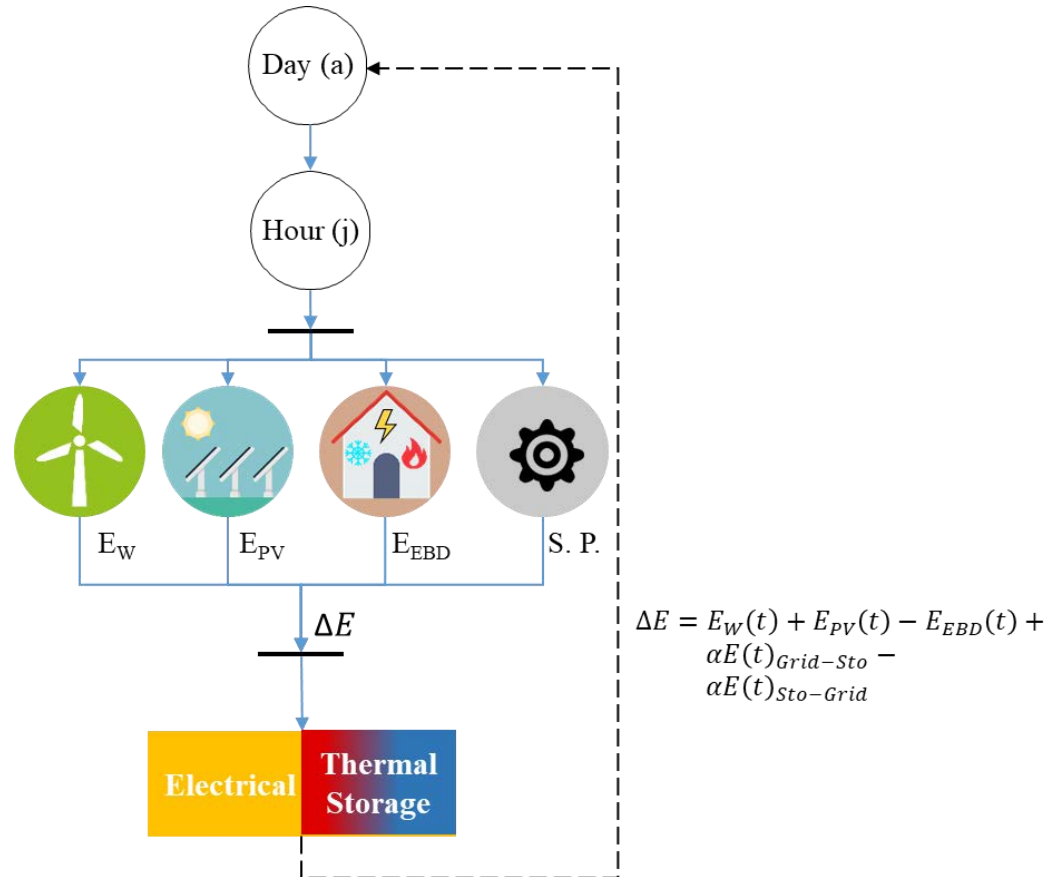 Day (a)
Hour (j)
E_W
E_PV
E_EBD
S. P.
ΔE
ΔE = E_W(t) + E_PV(t) − E_EBD(t) +
αE(t)_Grid−Sto −
αE(t)_Sto−Grid
Electrical
Thermal
Storage